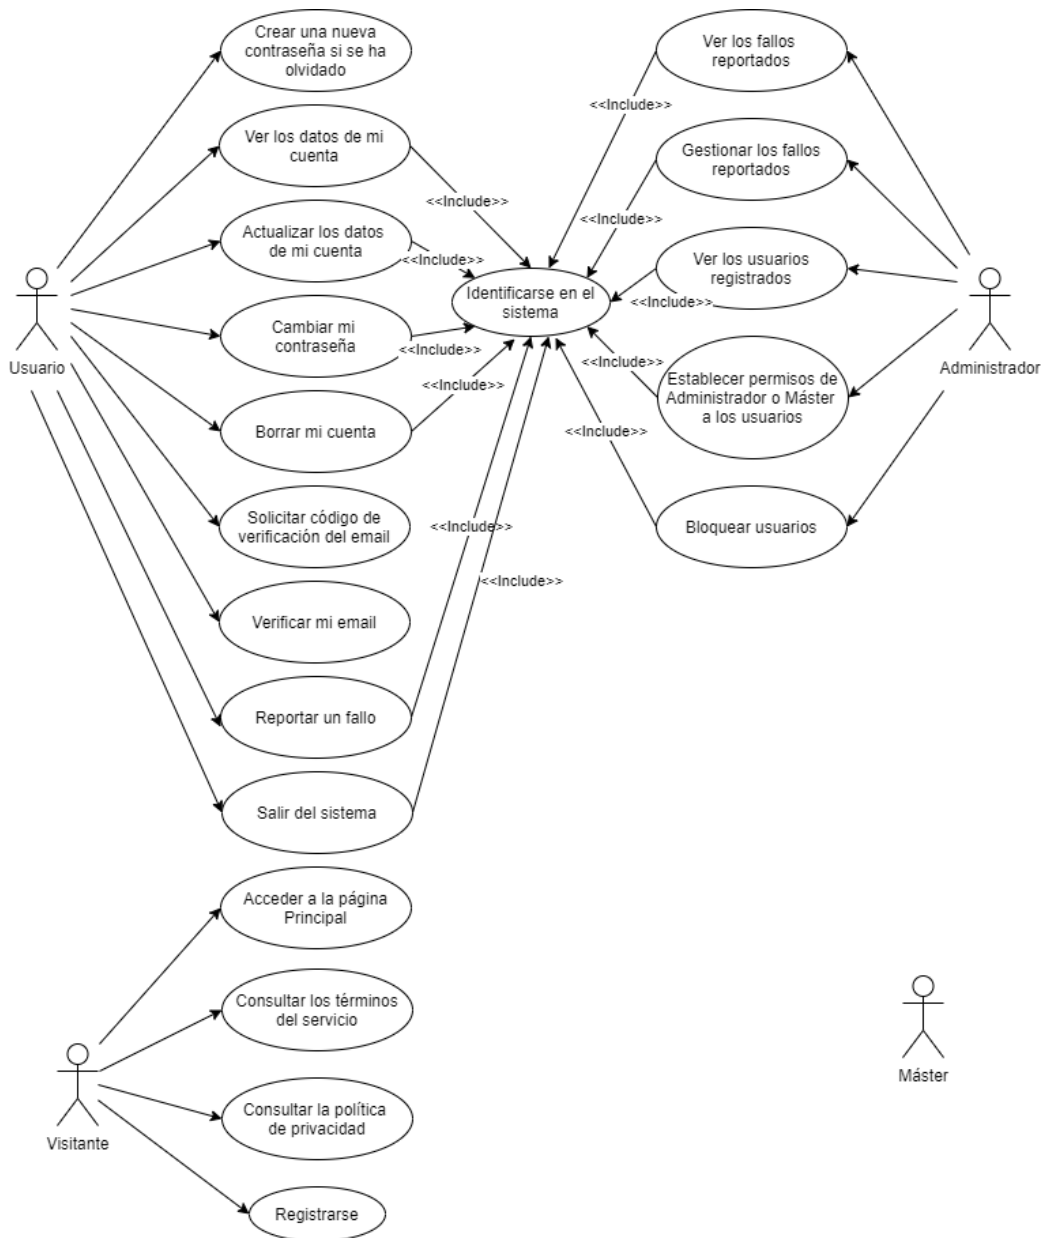 Crear una nueva
contraseña si se ha
olvidado
Ver los datos de mi
cuenta
<<Include>>
Actualizar los datos
de mi cuenta
<<Include>>
Usuario
Cambiar mi
contraseña
<<Include>>
Borrar mi cuenta
<<Include>>
Solicitar código de
verificación del email
Verificar mi email
Reportar un fallo
<<Include>>
Salir del sistema
<<Include>>
Identificarse en el
sistema
Ver los fallos
reportados
<<Include>>
Gestionar los fallos
reportados
<<Include>>
Ver los usuarios
registrados
<<Include>>
Administrador
Establecer permisos de
Administrador o Máster
a los usuarios
<<Include>>
Bloquear usuarios
<<Include>>
Acceder a la página
Principal
Consultar los términos
del servicio
Visitante
Consultar la política
de privacidad
Registrarse
Máster